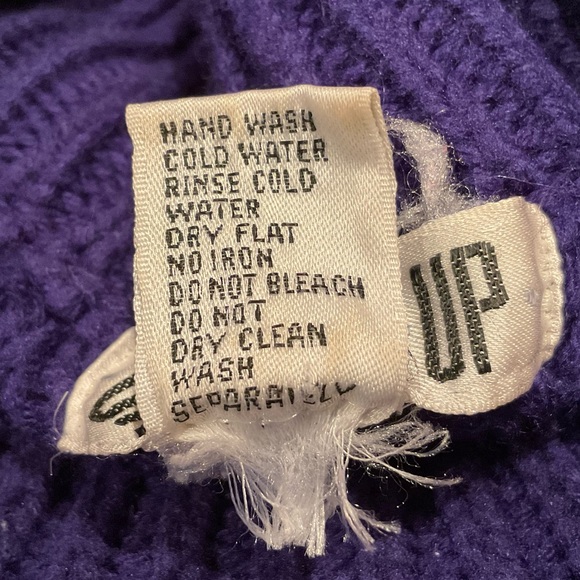 HAND WASH
COLD WATER
RINSE COLD
WATER
DRY FLAT
NO IRON
DO NOT BLEACH
DO NOT
DRY CLEAN
WASH
SEPARATELY
UP